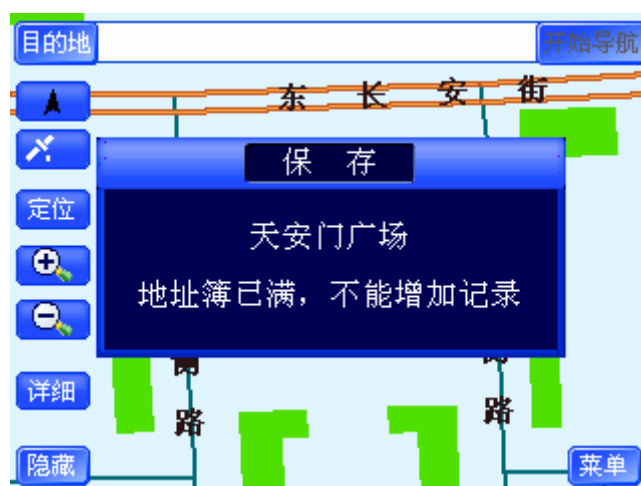 目的地
开始导航
东长安街
保存
天安门广场
地址簿已满，不能增加记录
定位
详细
路
路
隐藏
菜单